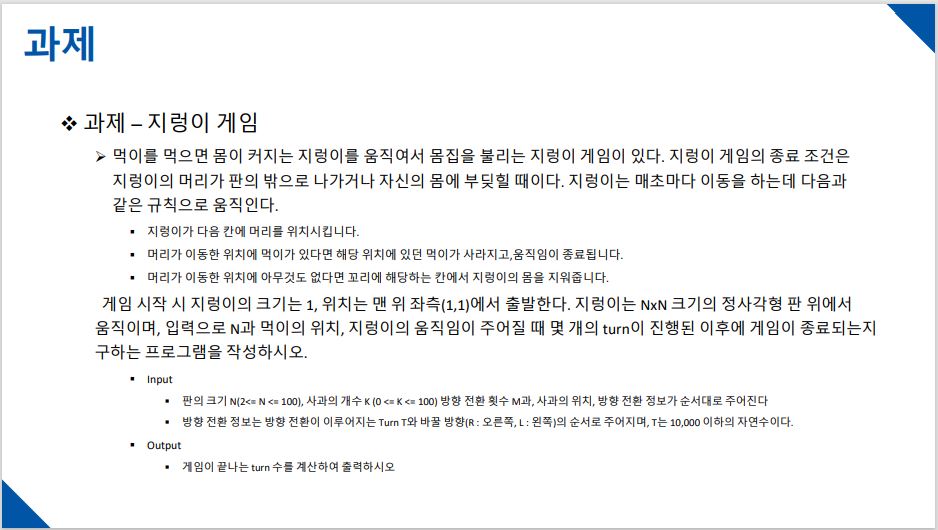 과제
❖ 과제 – 지렁이 게임
➢ 먹이를 먹으면 몸이 커지는 지렁이를 움직여서 몸집을 불리는 지렁이 게임이 있다. 지렁이 게임의 종료 조건은
지렁이의 머리가 판의 밖으로 나가거나 자신의 몸에 부딪힐 때이다. 지렁이는 매초마다 이동을 하는데 다음과
같은 규칙으로 움직인다.
▪ 지렁이가 다음 칸에 머리를 위치시킵니다.
▪ 머리가 이동한 위치에 먹이가 있다면 해당 위치에 있던 먹이가 사라지고,움직임이 종료됩니다.
▪ 머리가 이동한 위치에 아무것도 없다면 꼬리에 해당하는 칸에서 지렁이의 몸을 지워줍니다.
게임 시작 시 지렁이의 크기는 1, 위치는 맨 위 좌측(1,1)에서 출발한다. 지렁이는 NxN 크기의 정사각형 판 위에서
움직이며, 입력으로 N과 먹이의 위치, 지렁이의 움직임이 주어질 때 몇 개의 turn이 진행된 이후에 게임이 종료되는지
구하는 프로그램을 작성하시오.
▪ Input
▪ 판의 크기 N(2<= N <= 100), 사과의 개수 K (0 <= K <= 100) 방향 전환 횟수 M과, 사과의 위치, 방향 전환 정보가 순서대로 주어진다
▪ 방향 전환 정보는 방향 전환이 이루어지는 Turn T와 바꿀 방향(R : 오른쪽, L : 왼쪽)의 순서로 주어지며, T는 10,000 이하의 자연수이다.
▪ Output
▪ 게임이 끝나는 turn 수를 계산하여 출력하시오